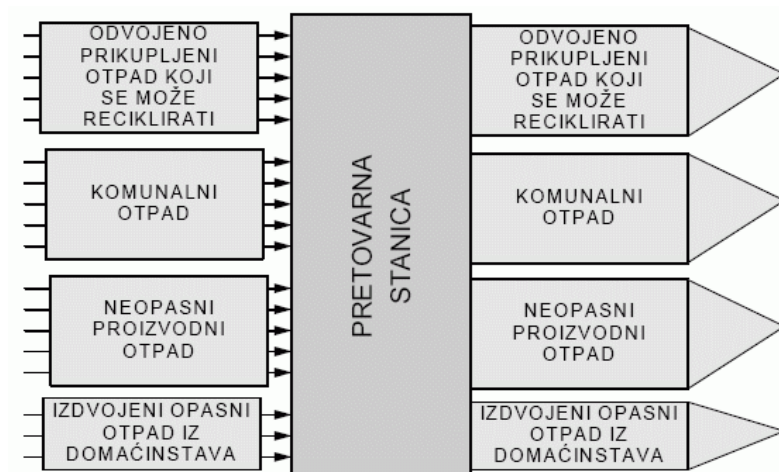 ODVOJENO
PRIKUPLJENI
OTPAD KOJI
SE MOŽE
RECIKLIRATI
KOMUNALNI
OTPAD
NEOPASNI
PROIZVODNI
OTPAD
IZDVOJENI OPASNI
OTPAD IZ
DOMAĆINSTAVA
PRETOVARNA
STANICA
ODVOJENO
PRIKUPLJENI
OTPAD KOJI
SE MOŽE
RECIKLIRATI
KOMUNALNI
OTPAD
NEOPASNI
PROIZVODNI
OTPAD
IZDVOJENI OPASNI
OTPAD IZ
DOMAĆINSTAVA